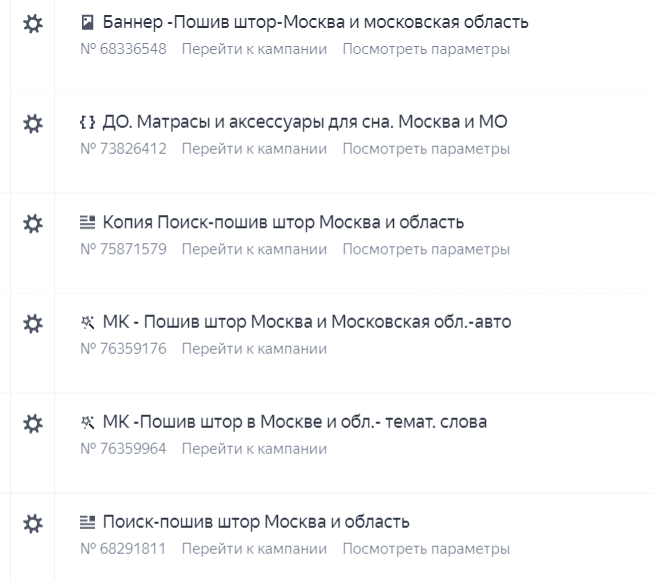 Баннер -Пошив штор-Москва и московская область
№ 68336548 Перейти к кампании Посмотреть параметры
ДО. Матрасы и аксессуары для сна. Москва и МО
№ 73826412 Перейти к кампании Посмотреть параметры
Копия Поиск-пошив штор Москва и область
№ 75871579 Перейти к кампании Посмотреть параметры
МК - Пошив штор Москва и Московская обл.-авто
№ 76359176 Перейти к кампании
МК -Пошив штор в Москве и обл.- темат. слова
№ 76359964 Перейти к кампании
Поиск-пошив штор Москва и область
№ 68291811 Перейти к кампании Посмотреть параметры